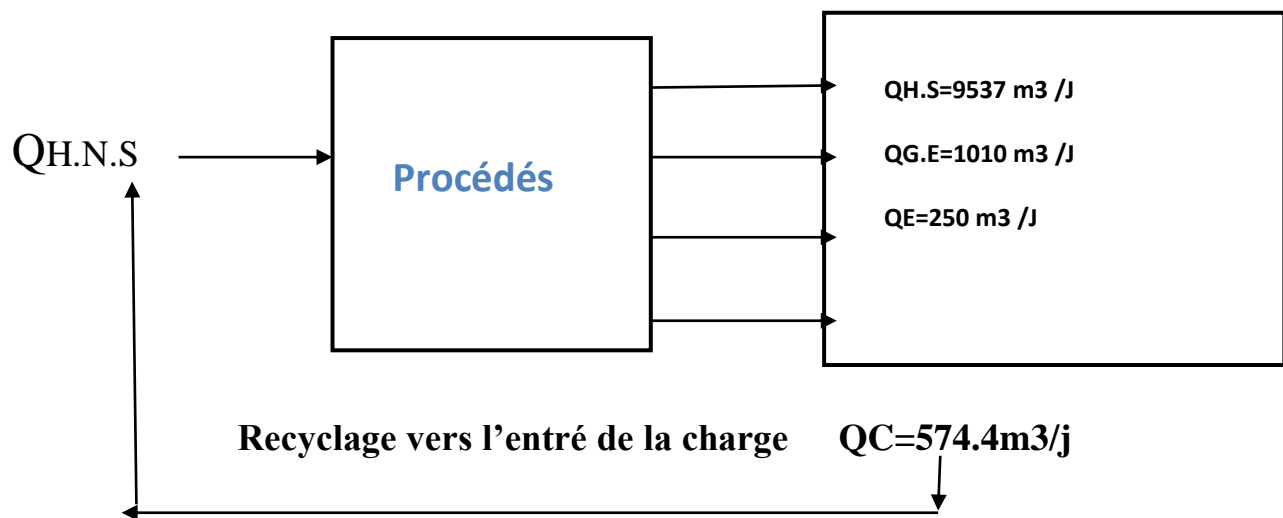 QH.S=9537 m3 /J
QH.N.S
Procédés
QG.E=1010 m3 /J
QE=250 m3 /J
Recyclage vers l’entré de la charge QC=574.4m3/j